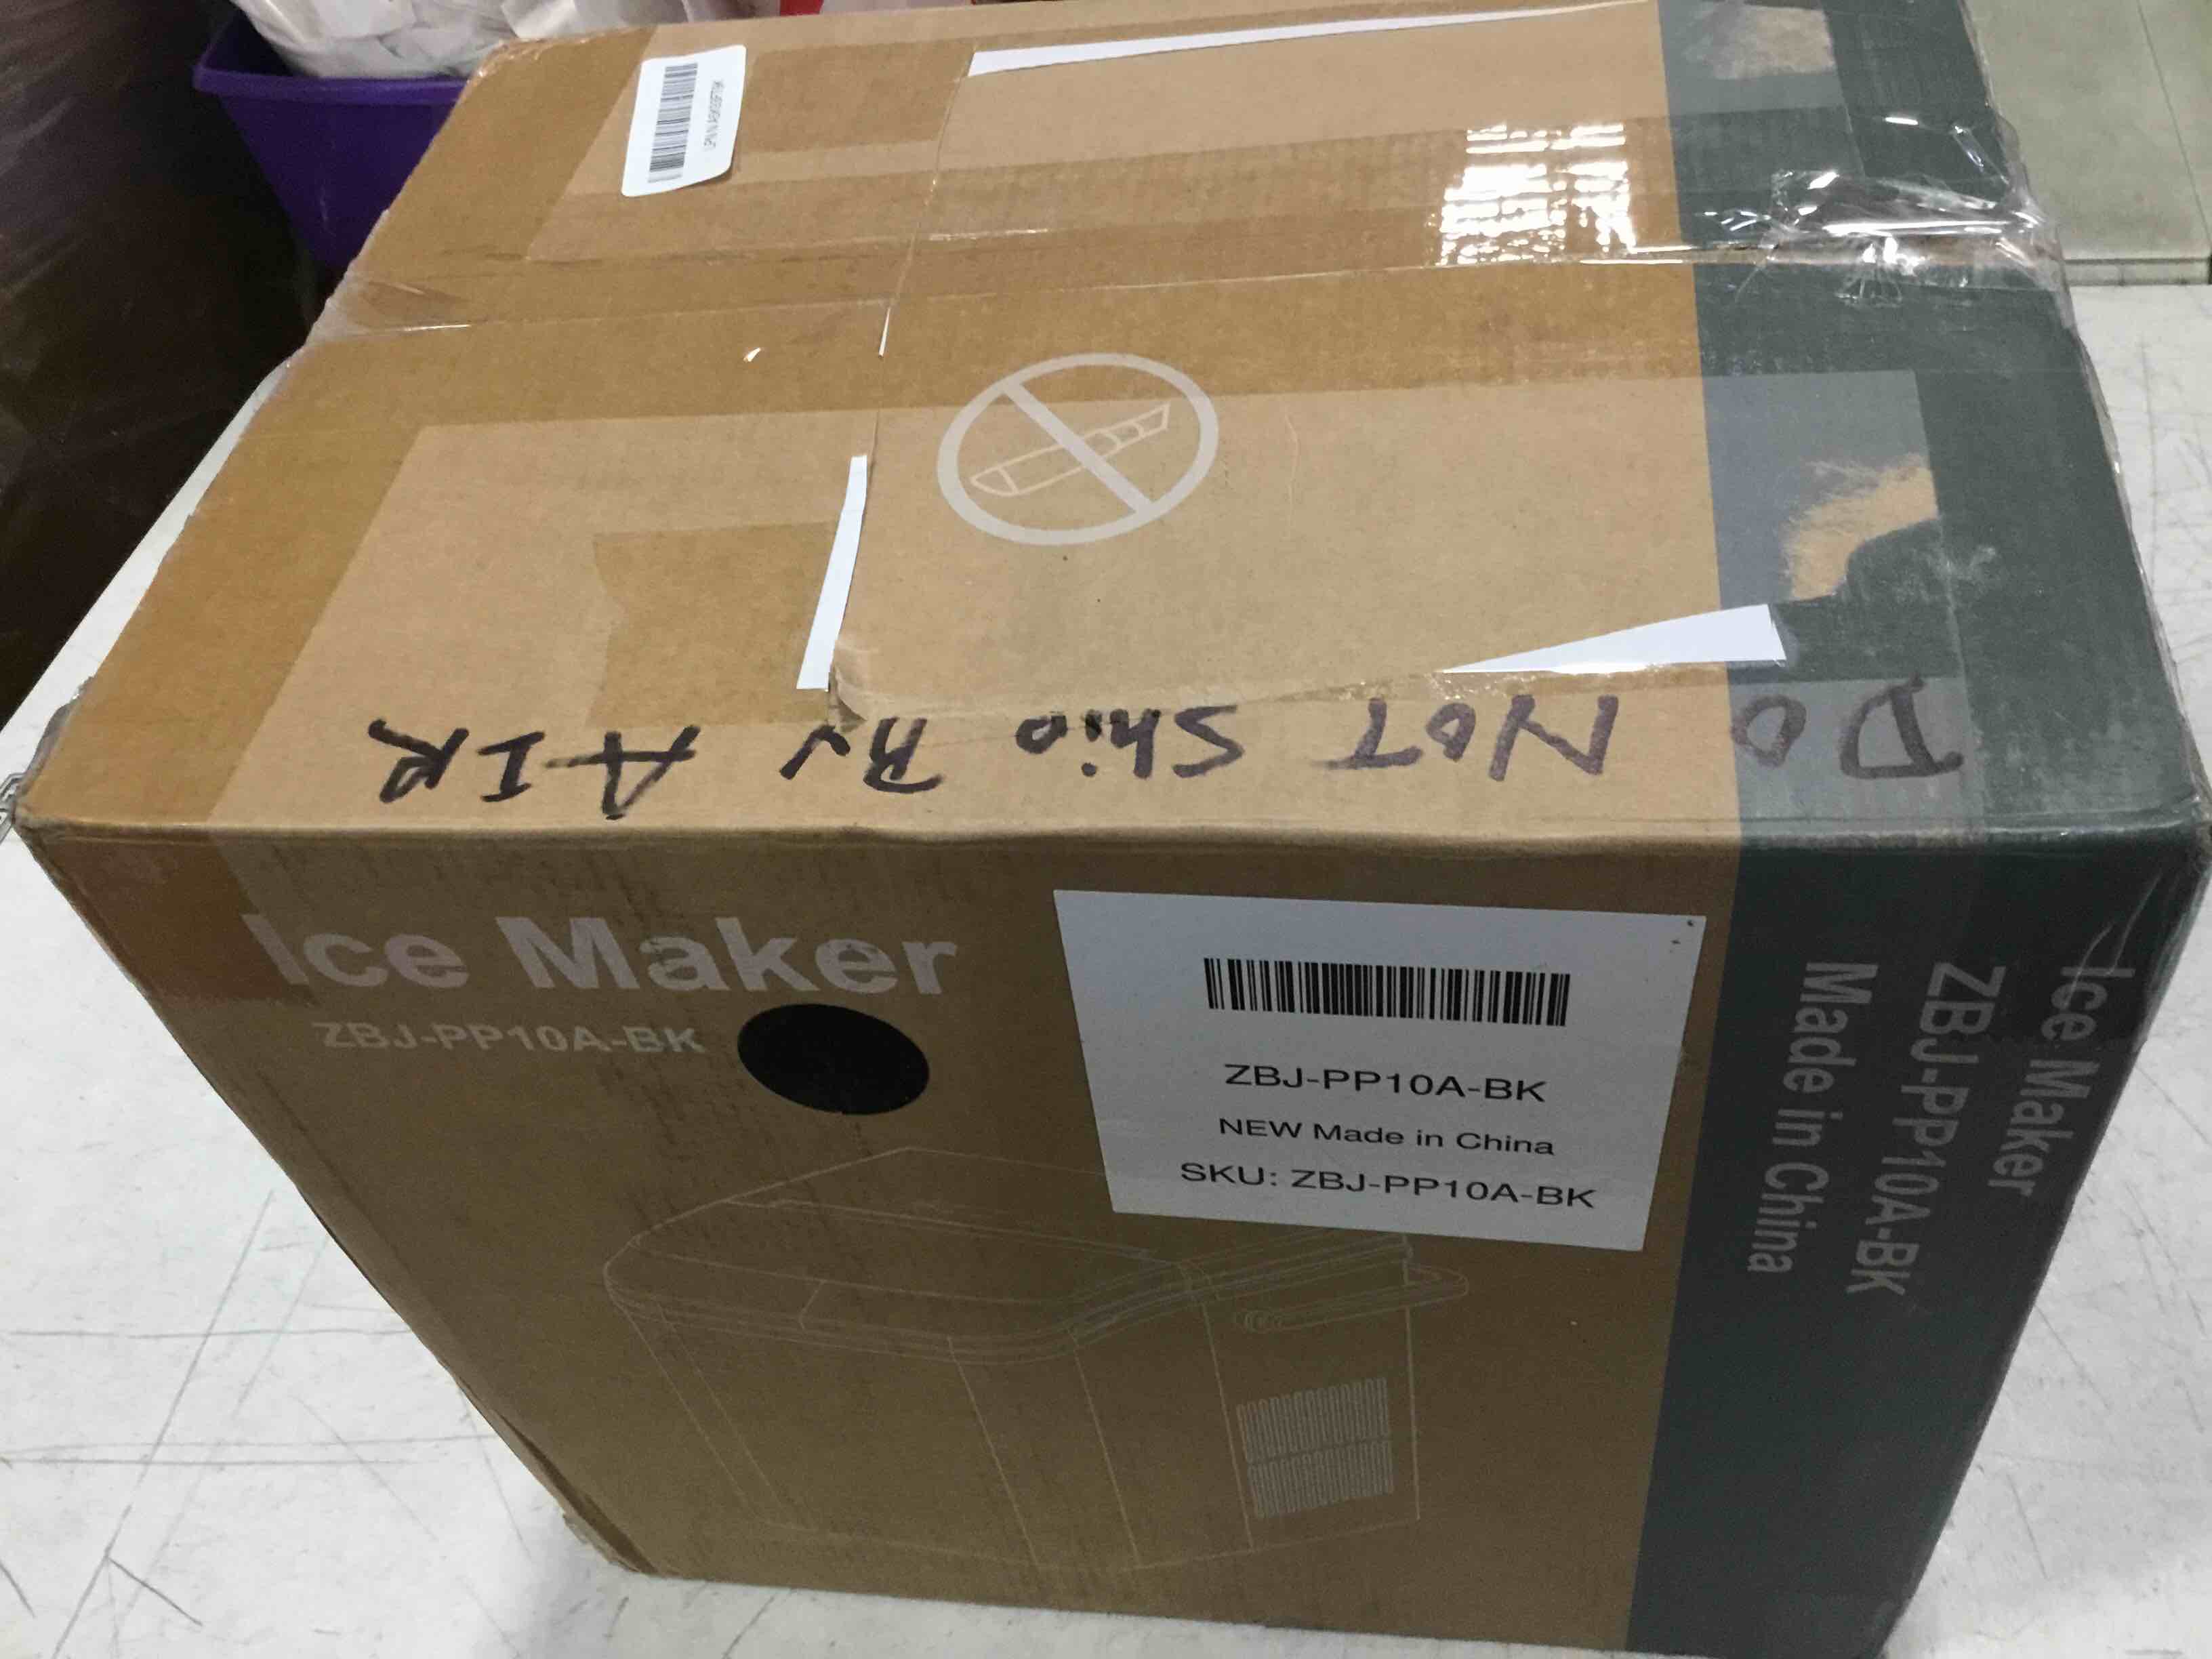 DO NOT Ship By AIR
Ice Maker
ZBJ-PP10A-BK
ZBJ-PP10A-BK
NEW Made in China
SKU: ZBJ-PP10A-BK
Ice Maker
ZBJ-PP10A-BK
Made in China